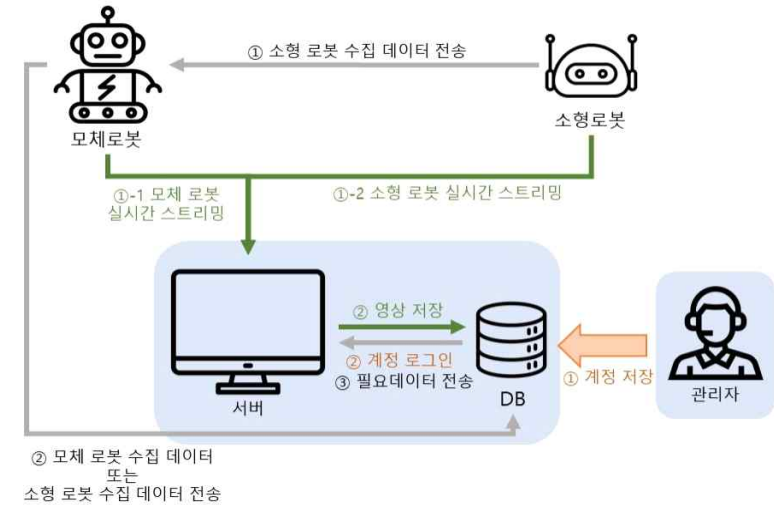 ① 소형 로봇 수집 데이터 전송
모체로봇
소형로봇
①-1 모체 로봇
실시간 스트리밍
①-2 소형 로봇 실시간 스트리밍
② 영상 저장
② 계정 로그인
③ 필요데이터 전송
서버
DB
① 계정 저장
관리자
② 모체 로봇 수집 데이터
또는
소형 로봇 수집 데이터 전송